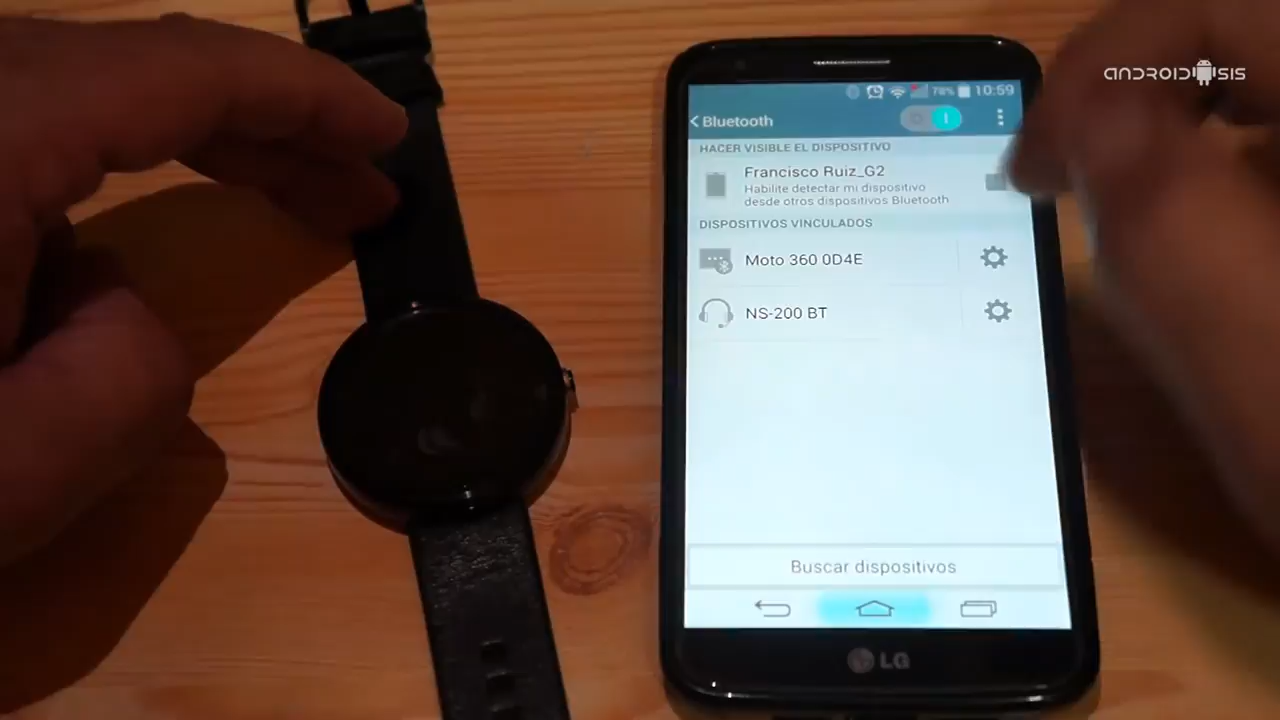 ANDROIDSIS
78% 10:59
Bluetooth
HACER VISIBLE EL DISPOSITIVO
Francisco Ruiz_G2
Habilite detectar mi dispositivo
desde otros dispositivos Bluetooth
DISPOSITIVOS VINCULADOS
Moto 360 0D4E
NS-200 BT
Buscar dispositivos
LG